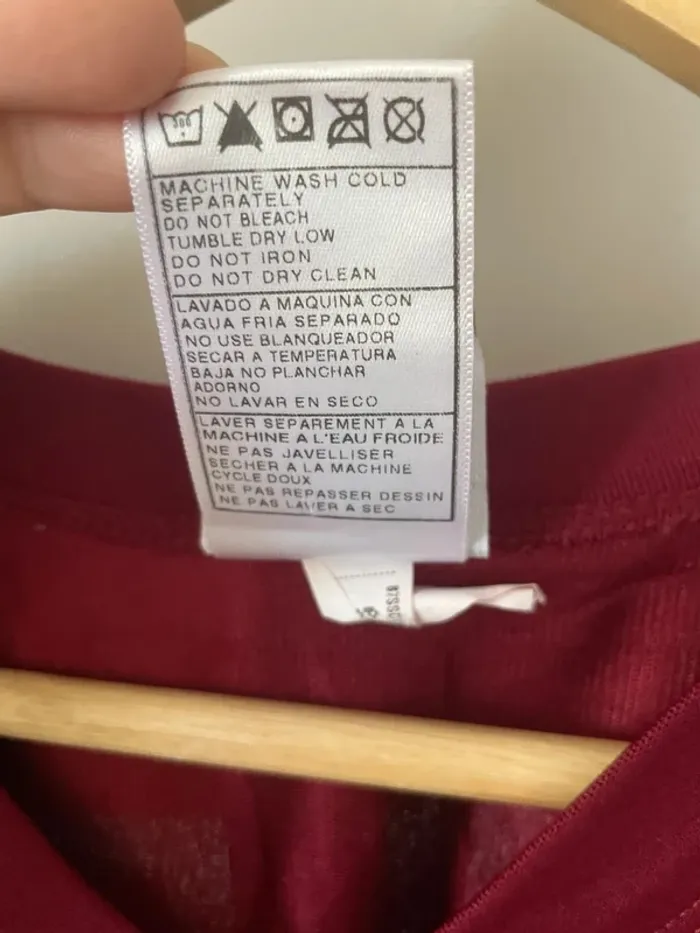 MACHINE WASH COLD
SEPARATELY
DO NOT BLEACH
TUMBLE DRY LOW
DO NOT IRON
DO NOT DRY CLEAN
LAVADO A MAQUINA CON
AGUA FRIA SEPARADO
NO USE BLANQUEADOR
SECAR A TEMPERATURA
BAJA NO PLANCHAR
ADORNO
NO LAVAR EN SECO
LAVER SEPAREMENT A LA
MACHINE A L'EAU FROIDE
NE PAS JAVELLISER
SECHER A LA MACHINE
CYCLE DOUX
NE PAS REPASSER DESSIN
NE PAS LAVER A SEC